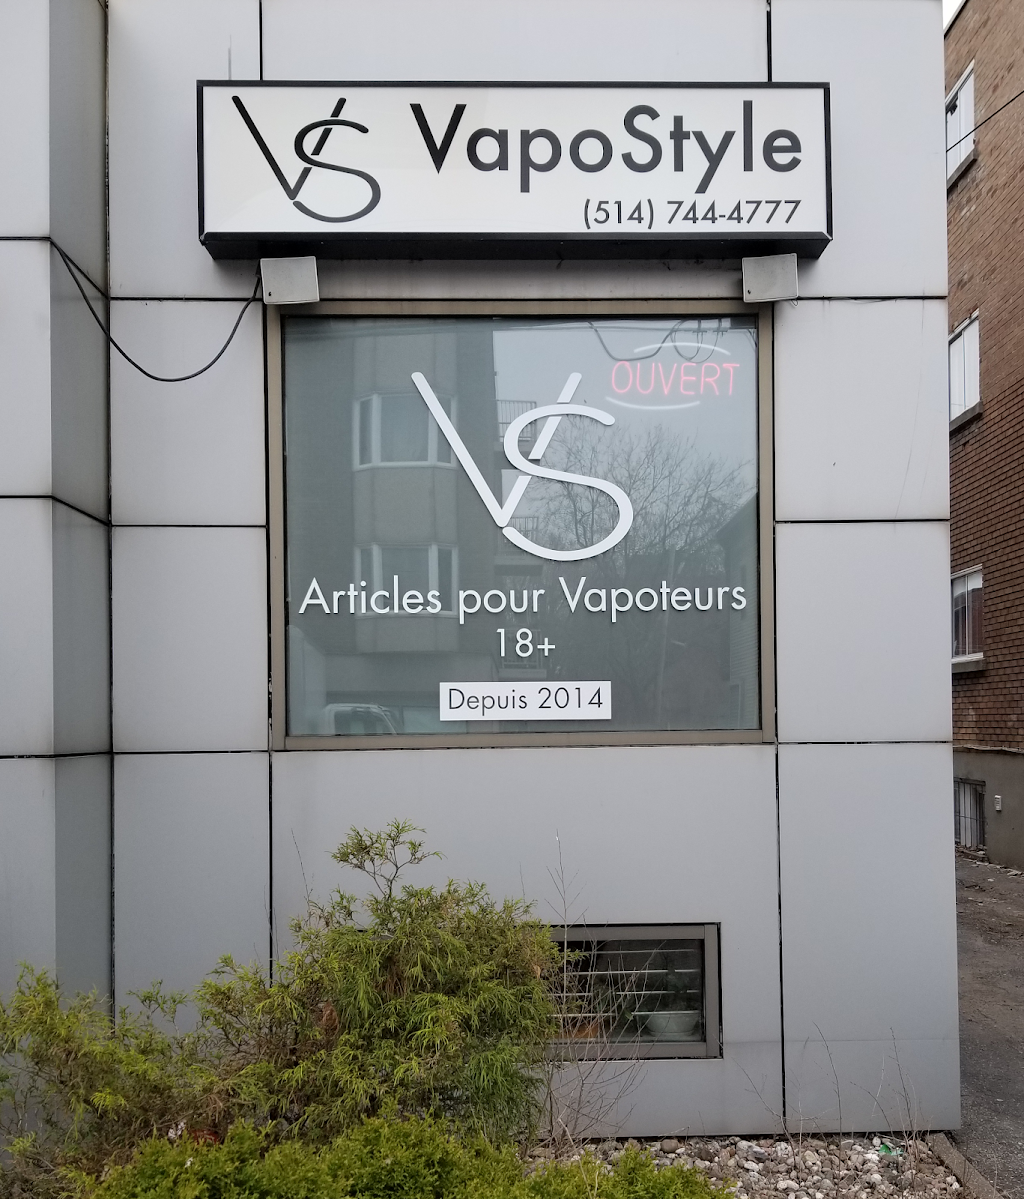 VS VapoStyle
(514) 744-4777
OUVERT
VS
Articles pour Vapoteurs
18+
Depuis 2014